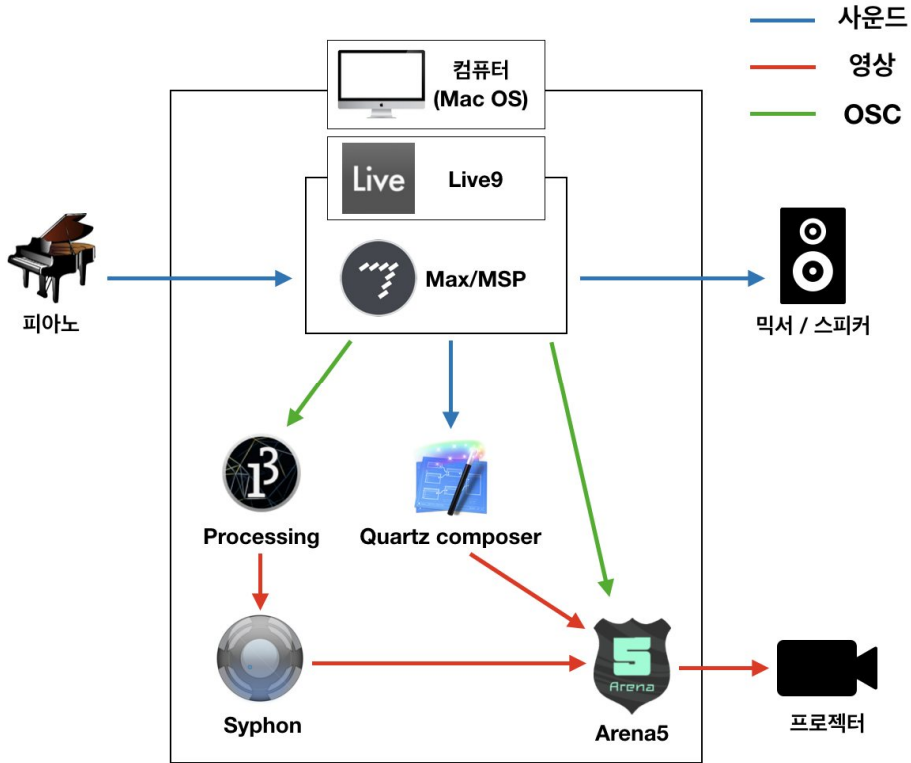 사운드
영상
OSC
컴퓨터
(Mac OS)
Live
Live9
Max/MSP
피아노
믹서 / 스피커
Processing
Quartz composer
Syphon
5
Arena
Arena5
프로젝터